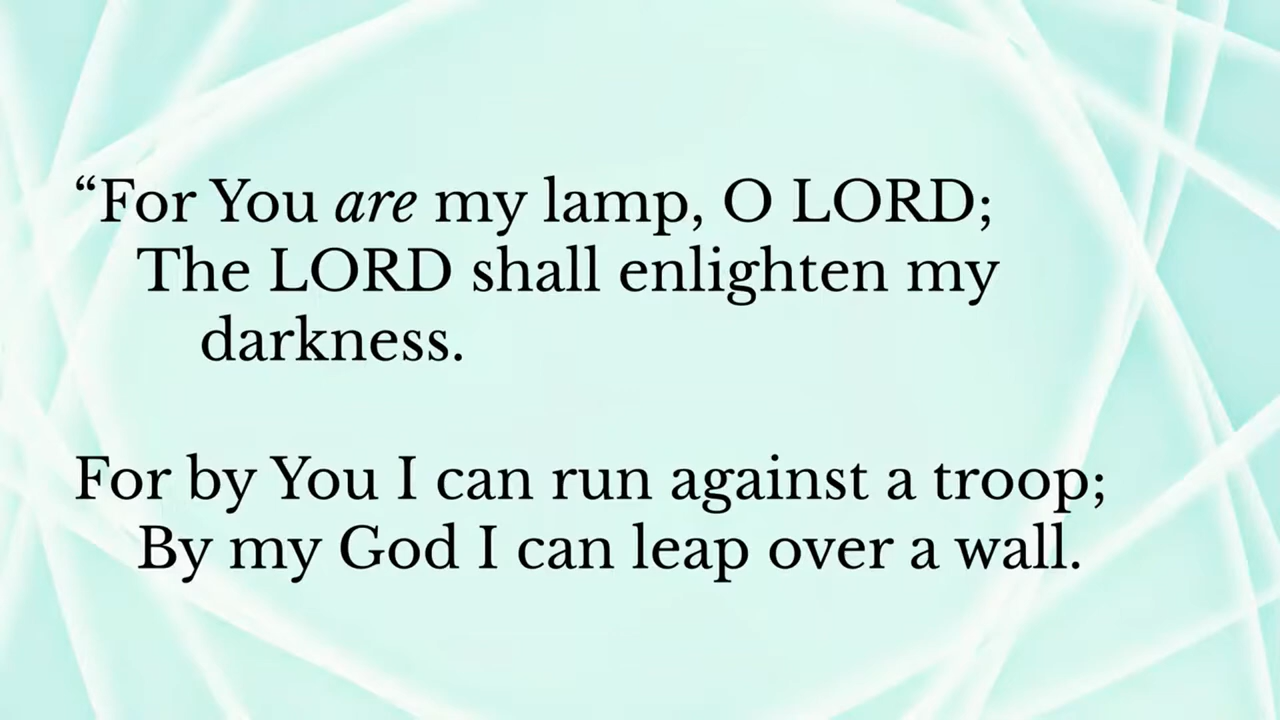 “For You are my lamp, O LORD;
The LORD shall enlighten my
darkness.
For by You I can run against a troop;
By my God I can leap over a wall.